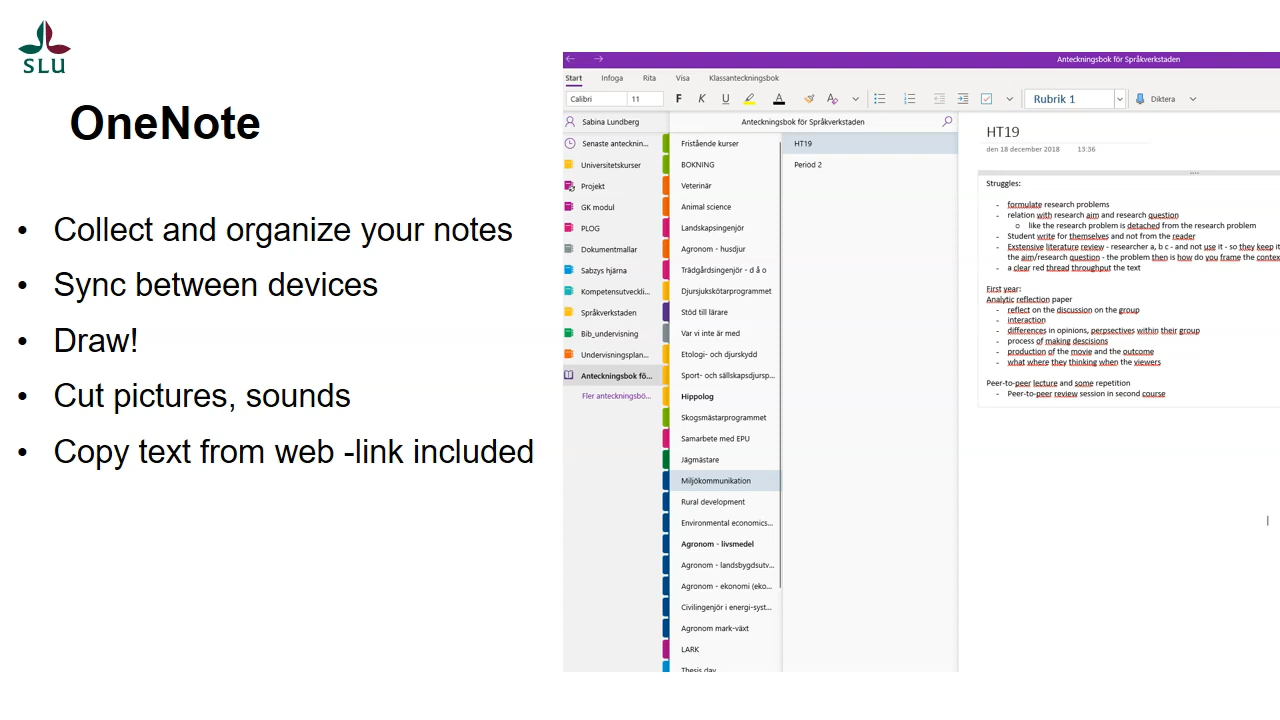 SLU
OneNote
• Collect and organize your notes
• Sync between devices
• Draw!
• Cut pictures, sounds
• Copy text from web -link included
Anteckningsbok för Språkverkstaden
Start Infoga Rita Visa Klassanteckningsbok
Calibri 11 F K U A A Rubrik 1 Diktera
Sabina Lundberg
Senaste antecknin...
Universitetskurser
Projekt
GK modul
PLOG
Dokumentmallar
Sabzys hjärna
Kompetensutveckli...
Språkverkstaden
Bib_undervisning
Undervisningsplan...
Anteckningsbok fö...
Fler anteckningsbö...
Anteckningsbok för Språkverkstaden
Fristående kurser
BOKNING
Veterinär
Animal science
Landskapsingenjör
Agronom - husdjur
Trädgårdsingenjör - d å o
Djursjukskötarprogrammet
Stöd till lärare
Var vi inte är med
Etologi- och djurskydd
Sport- och sällskapsdjursp...
Hippolog
Skogsmästarprogrammet
Samarbete med EPU
Jägmästare
Miljökommunikation
Rural development
Environmental economics...
Agronom - livsmedel
Agronom - landsbygdsutv...
Agronom - ekonomi (eko...
Civilingenjör i energi-syst...
Agronom mark-växt
LARK
Thesis day
HT19
Period 2
HT19
den 18 december 2018 13:36
Struggles:
- formulate research problems
- relation with research aim and research question
o like the research problem is detached from the research problem
- Student write for themselves and not from the reader
- Exstensive literature review - researcher a, b c - and not use it - so they keep it
the aim/research question - the problem then is how do you frame the contex
- a clear red thread throughput the text
First year:
Analytic reflection paper
- reflect on the discussion on the group
- interaction
- differences in opinions, perpsectives within their group
- process of making descisions
- production of the movie and the outcome
- what where they thinking when the viewers
Peer-to-peer lecture and some repetition
- Peer-to-peer review session in second course